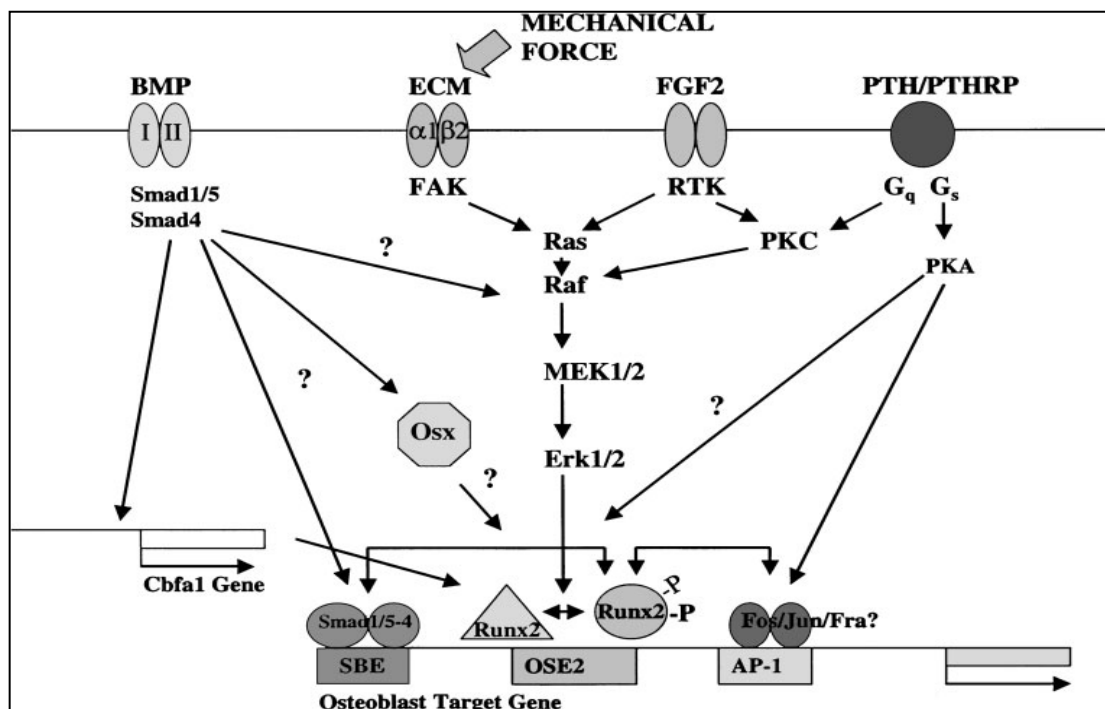 MECHANICAL
FORCE
BMP
ECM
FGF2
PTH/PTHRP
I II
α1 β2
FAK
RTK
Gq Gs
Smad1/5
Smad4
?
Ras
PKC
Raf
PKA
?
MEK1/2
?
Osx
Erk1/2
?
Cbfa1 Gene
Smad1/5-4
Runx2
Runx2
-P
-P
Fos/Jun/Fra?
SBE
OSE2
AP-1
Osteoblast Target Gene